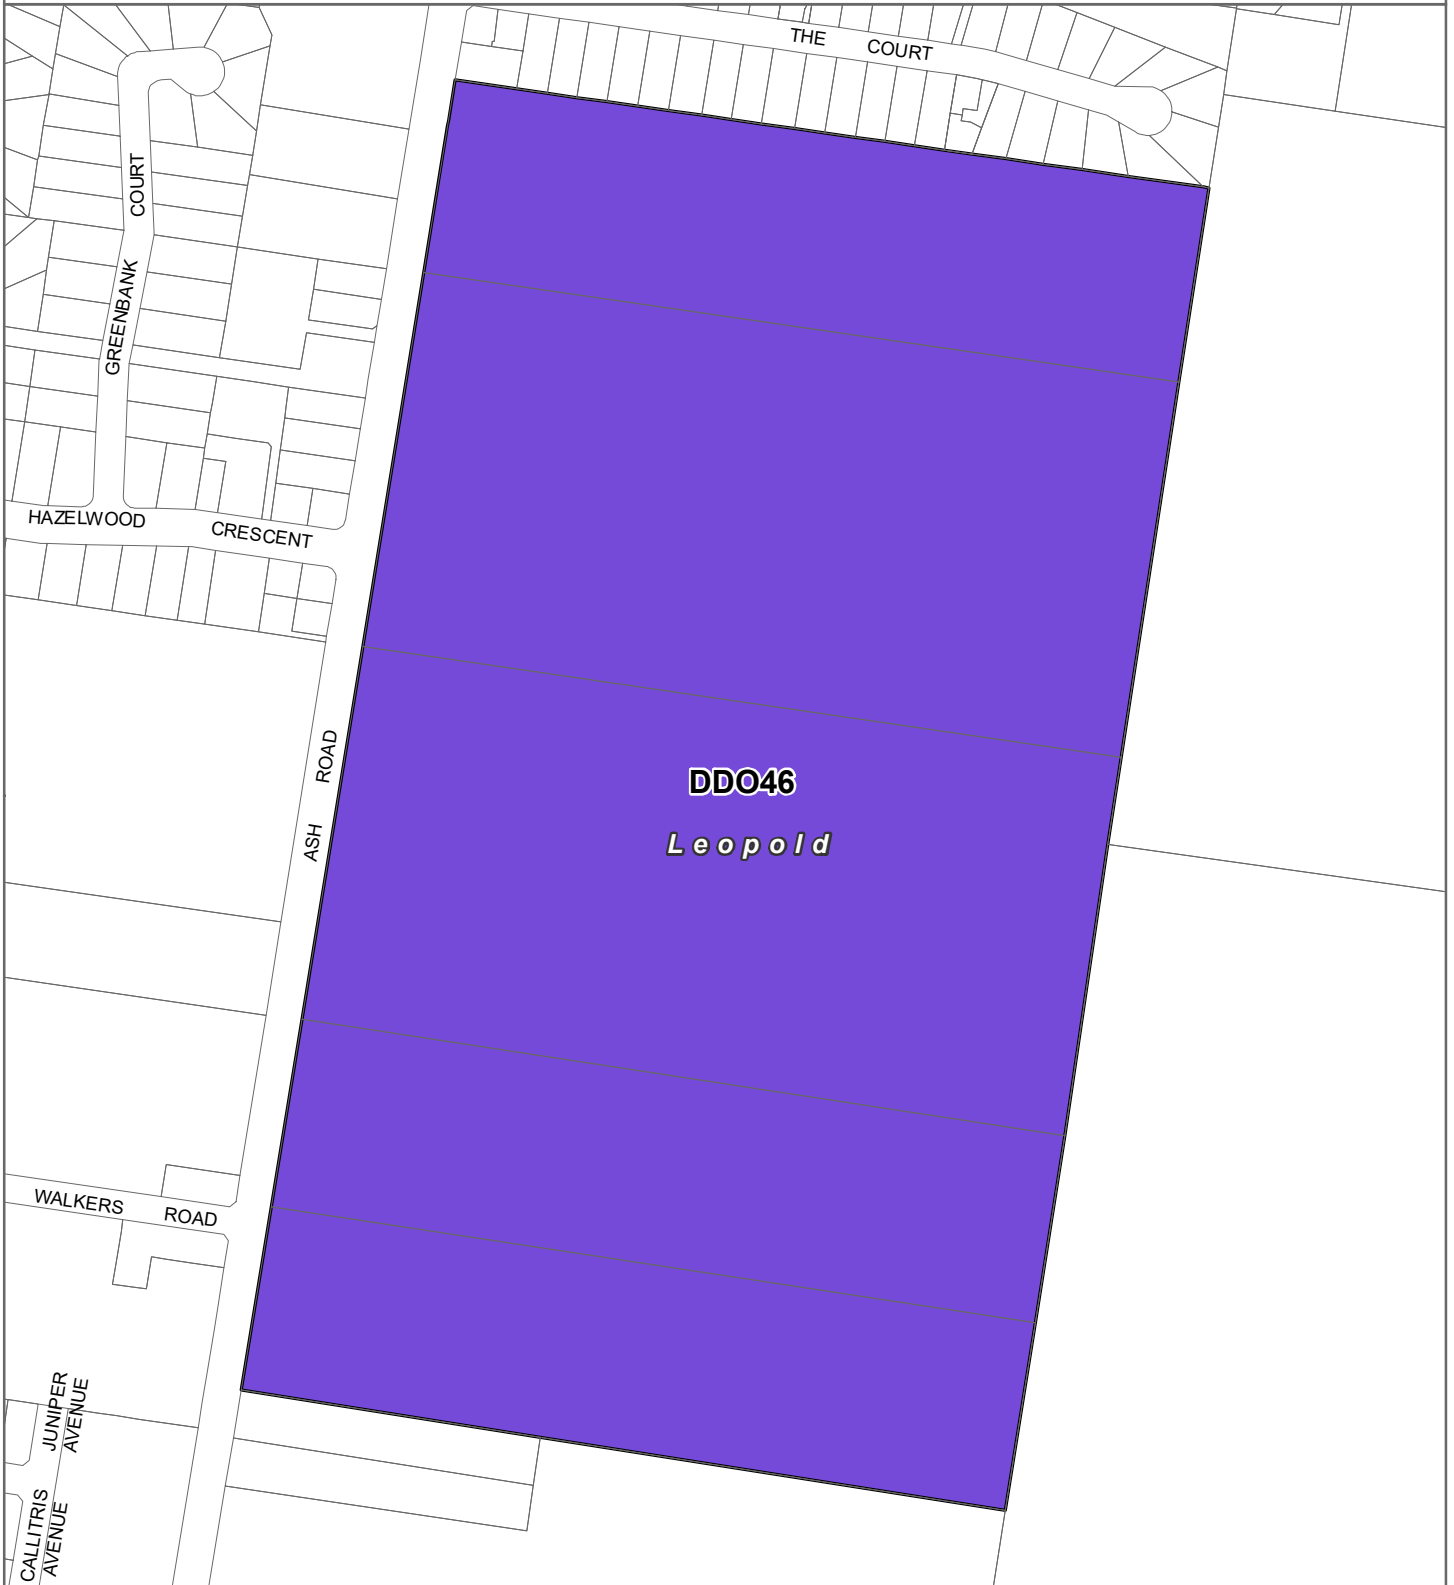 THE COURT
GREENBANK COURT
HAZELWOOD CRESCENT
ASH ROAD
DDO46
Leopold
WALKERS ROAD
JUNIPER
AVENUE
CALLITRIS
AVENUE